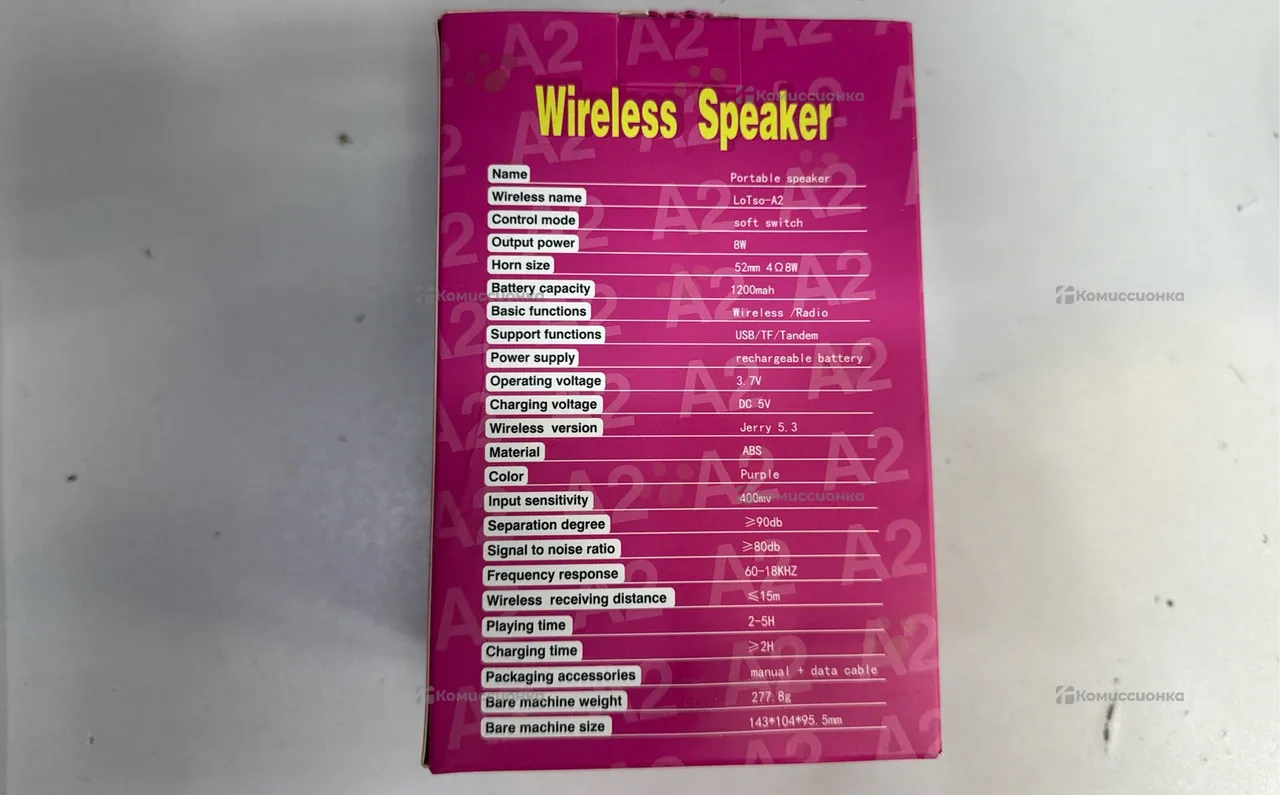 Wireless Speaker
Name Portable speaker
Wireless name LoTso-A2
Control mode soft switch
Output power 8W
Horn size 52mm 4Ω8W
Battery capacity 1200mah
Basic functions Wireless /Radio
Support functions USB/TF/Tandem
Power supply rechargeable battery
Operating voltage 3.7V
Charging voltage DC 5V
Wireless version Jerry 5.3
Material ABS
Color Purple
Input sensitivity 400mv
Separation degree ≥90db
Signal to noise ratio ≥80db
Frequency response 60-18KHZ
Wireless receiving distance ≤15m
Playing time 2-5H
Charging time ≥2H
Packaging accessories manual + data cable
Bare machine weight 277.8g
Bare machine size 143*104*95.5mm
A2
Комиссионка
Комиссионка
Комиссионка
Комиссионка
Комиссионка
Комиссионка